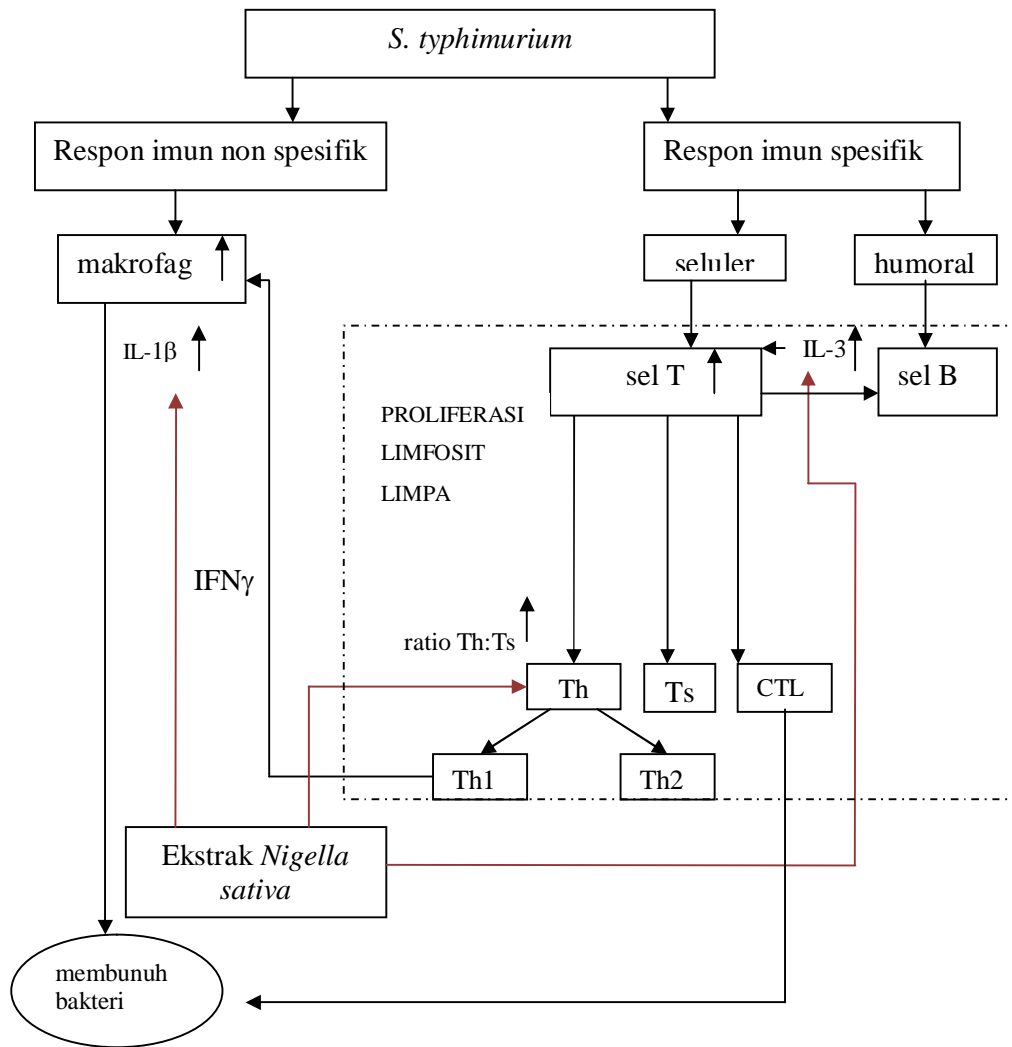 S. typhimurium
Respon imun non spesifik
Respon imun spesifik
makrofag
seluler
humoral
IL-1β
IL-3
sel T
sel B
PROLIFERASI
LIMFOSIT
LIMPA
IFNγ
ratio Th:Ts
Th
Ts
CTL
Th1
Th2
Ekstrak Nigella
sativa
membunuh
bakteri